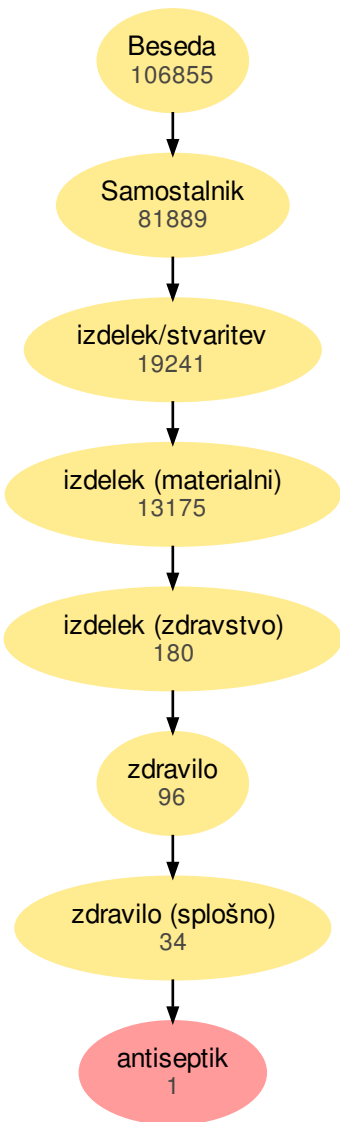 Beseda
106855
Samostalnik
81889
izdelek/stvaritev
19241
izdelek (materialni)
13175
izdelek (zdravstvo)
180
zdravilo
96
zdravilo (splošno)
34
antiseptik
1